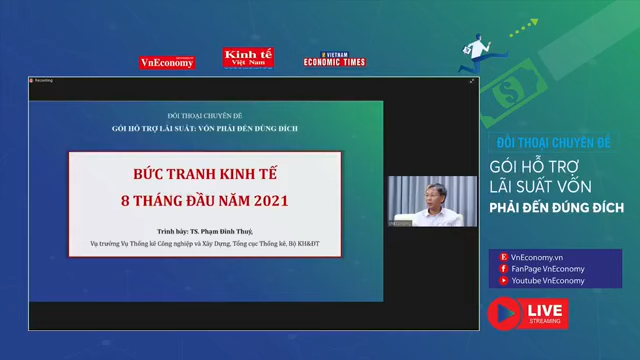 VnEconomy
Kinh tế
Việt Nam
VIETNAM
ECONOMIC TIMES
Recording
ĐỐI THOẠI CHUYÊN ĐỀ
GÓI HỖ TRỢ LÃI SUẤT: VỐN PHẢI ĐẾN ĐÚNG ĐÍCH
BỨC TRANH KINH TẾ
8 THÁNG ĐẦU NĂM 2021
Trình bày: TS. Phạm Đình Thuý,
Vụ trưởng Vụ Thống kê Công nghiệp và Xây Dựng, Tổng cục Thống kê, Bộ KH&ĐT
ĐỐI THOẠI CHUYÊN ĐỀ
GÓI HỖ TRỢ
LÃI SUẤT VỐN
PHẢI ĐẾN ĐÚNG ĐÍCH
VnEconomy.vn
FanPage VnEconomy
Youtube VnEconomy
LIVE
STREAMING